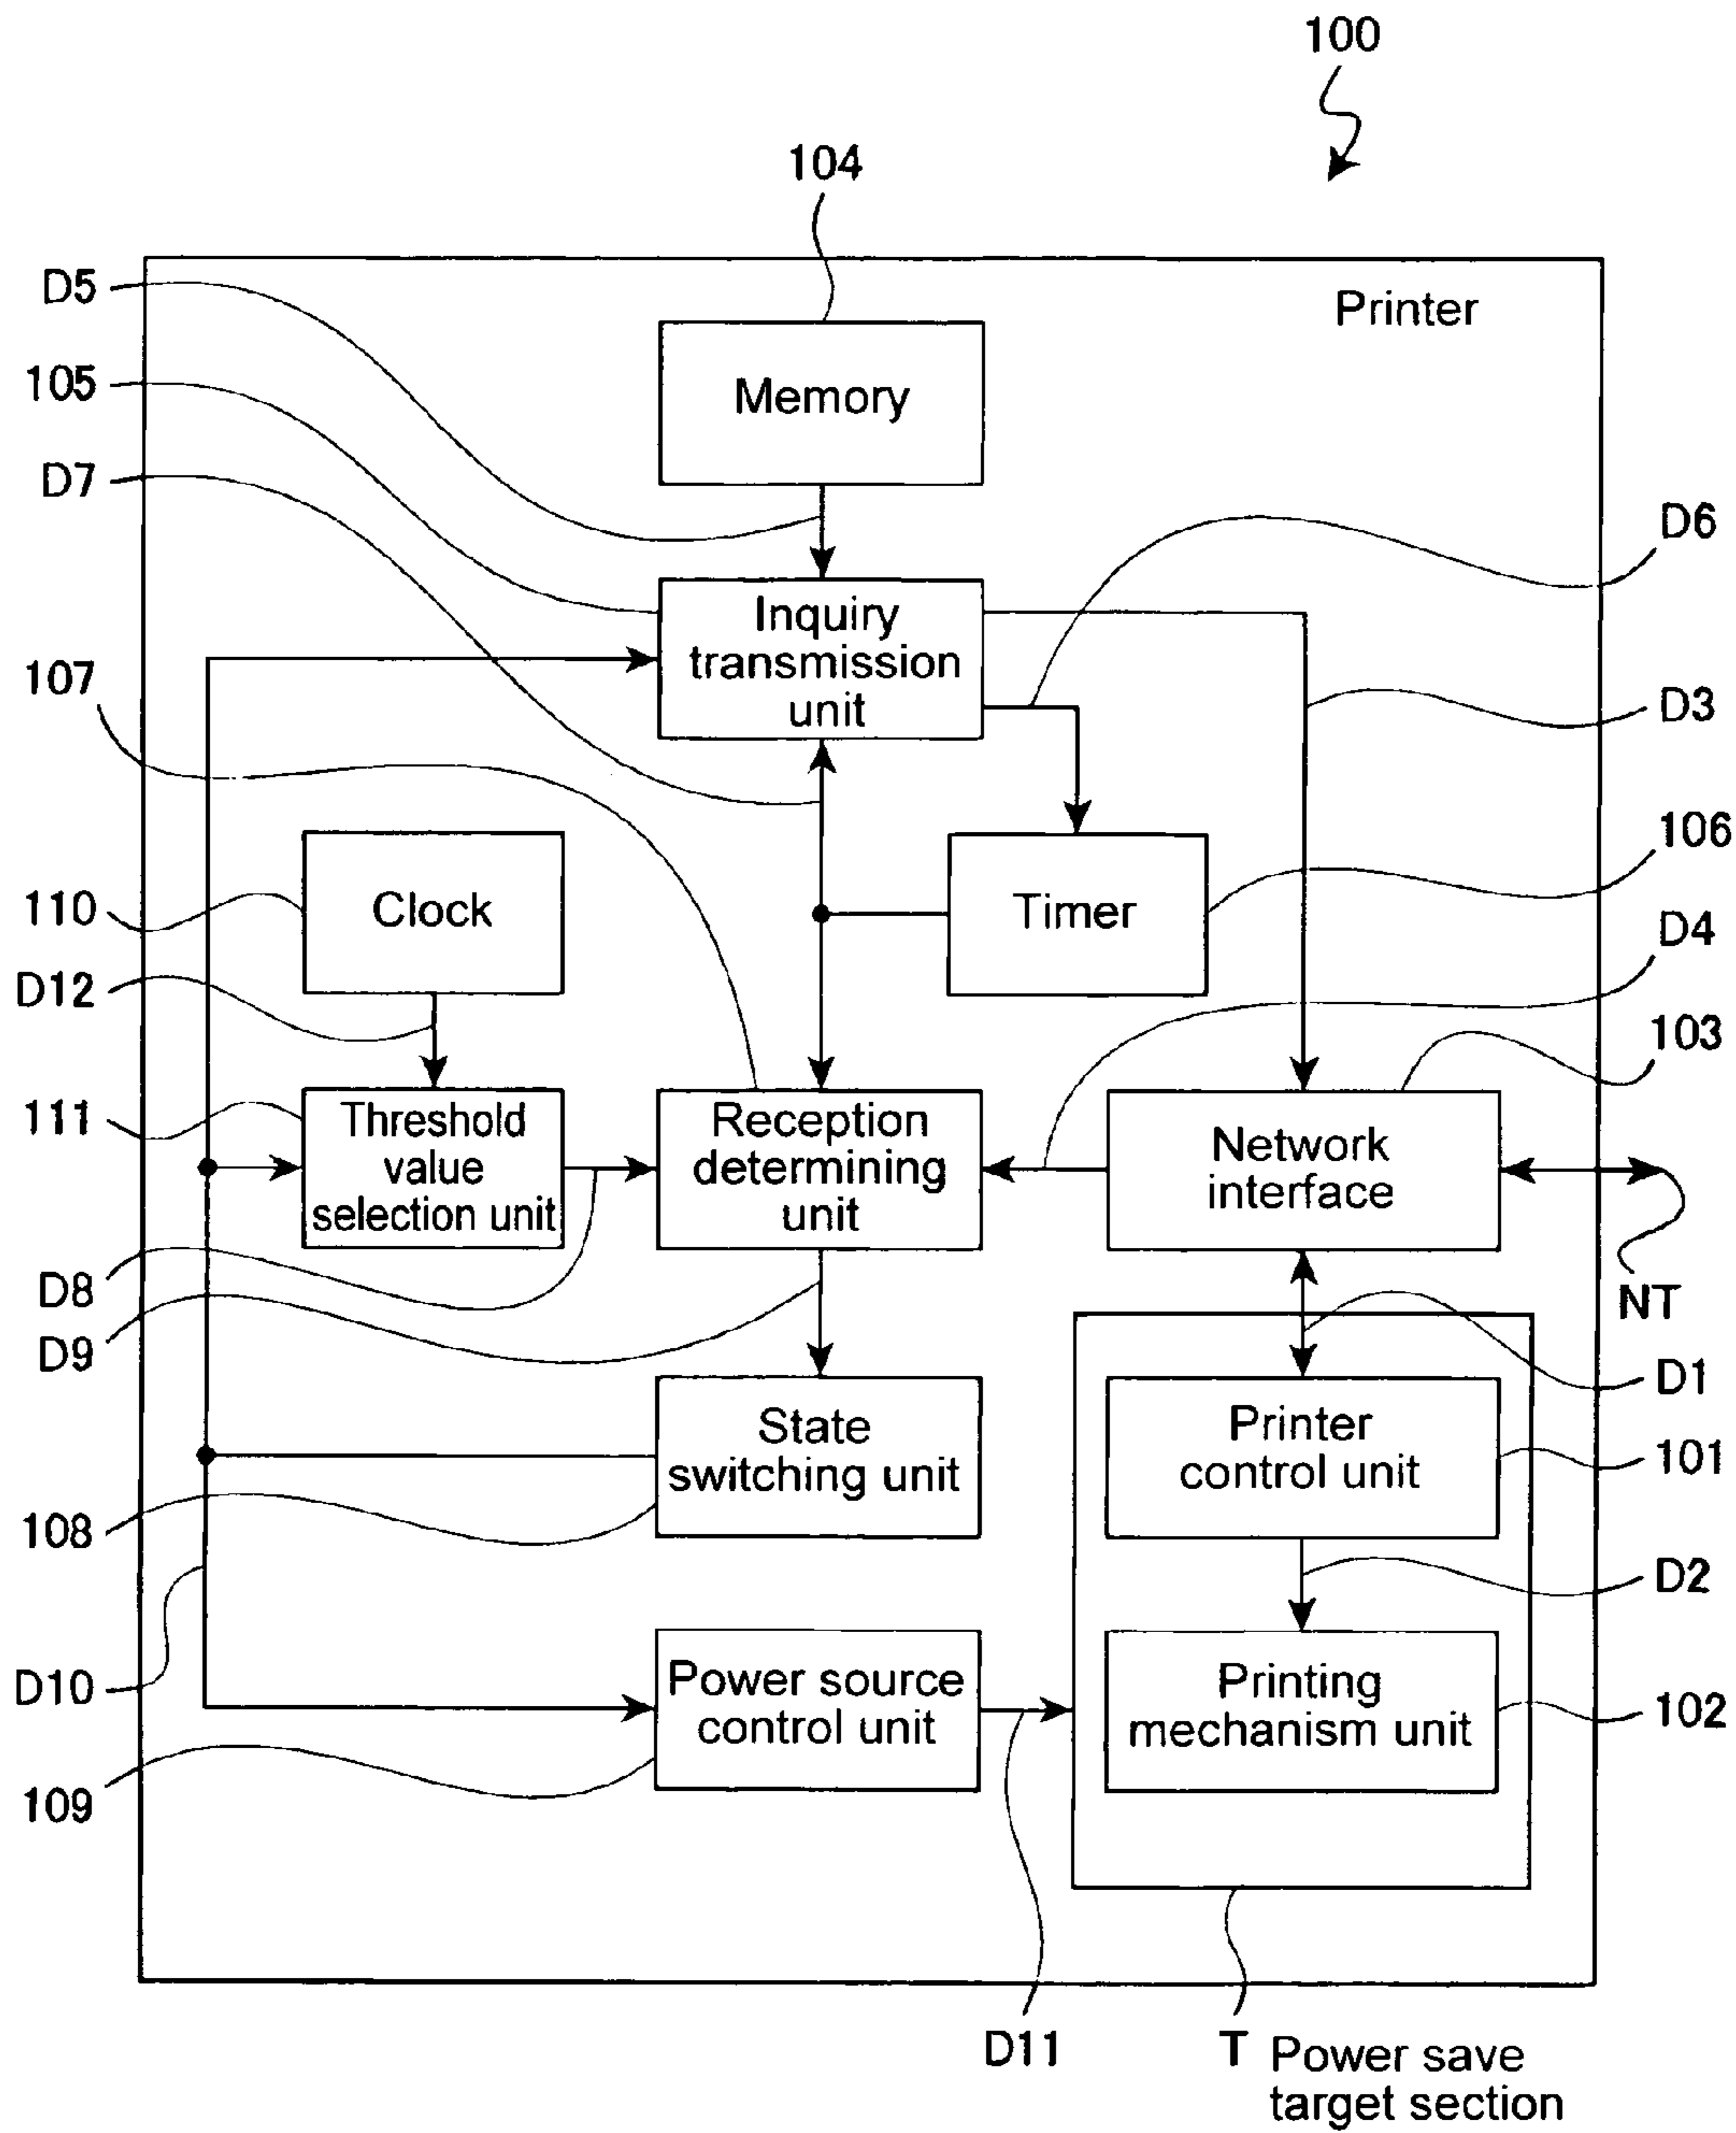 100
104
D5
Printer
105
Memory
D7
D6
Inquiry
transmission
unit
107
D3
106
110
Clock
Timer
D4
D12
103
111
Threshold
value
selection unit
Reception
determining
unit
Network
interface
D8
NT
D9
D1
State
switching unit
Printer
control unit
101
108
D2
D10
Power source
control unit
Printing
mechanism unit
102
109
D11
T Power save
target section